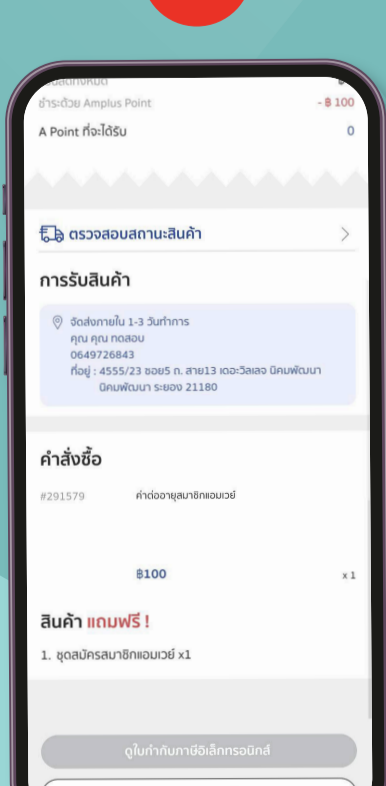 ชำระด้วย Amplus Point - ฿ 100
A Point ที่จะได้รับ 0
ตรวจสอบสถานะสินค้า
การรับสินค้า
จัดส่งภายใน 1-3 วันทำการ
คุณ คุณ ทดสอบ
0649726843
ที่อยู่ : 4555/23 ซอย5 ถ. สาย13 เดอะวิลเลจ นิคมพัฒนา
นิคมพัฒนา ระยอง 21180
คำสั่งซื้อ
#291579 ค่าต่ออายุสมาชิกแอมเวย์
฿100 x 1
สินค้า แถมฟรี !
1. ชุดสมัครสมาชิกแอมเวย์ x1
ดูใบกำกับภาษีอิเล็กทรอนิกส์